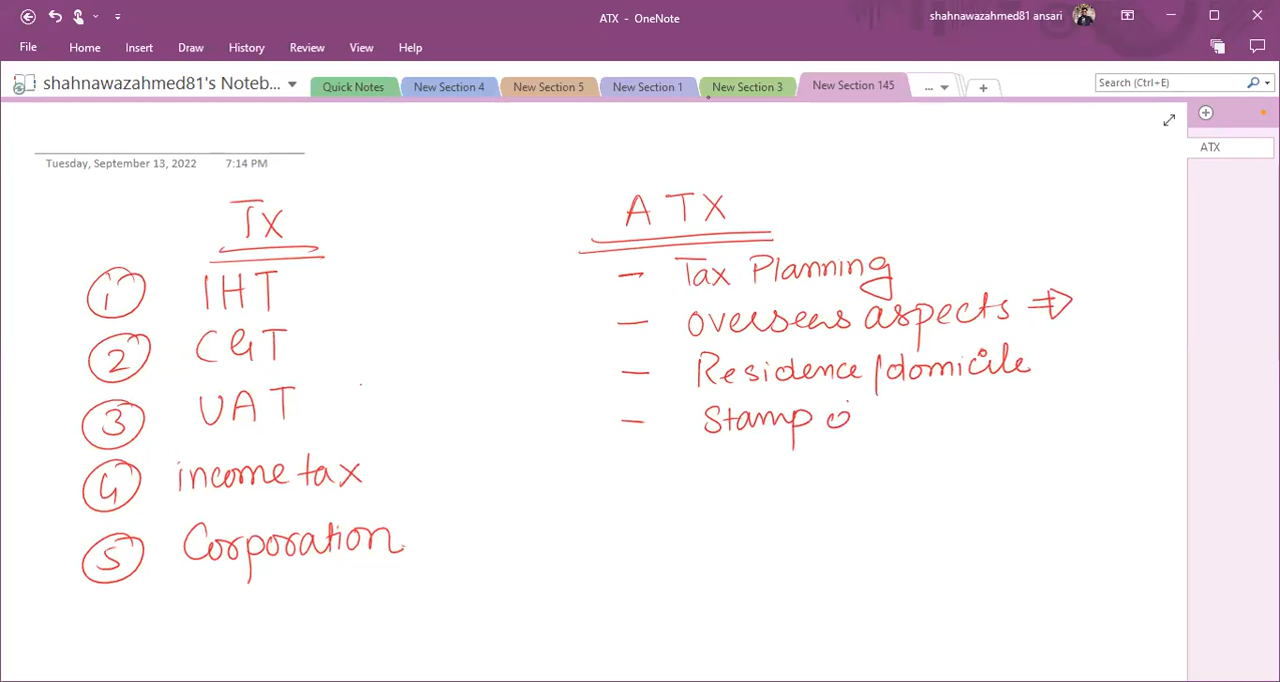 ATX - OneNote
shahnawazahmed81 ansari
File Home Insert Draw History Review View Help
shahnawazahmed81's Noteb...
Quick Notes
New Section 4
New Section 5
New Section 1
New Section 3
New Section 145
...
Search (Ctrl+E)
ATX
Tuesday, September 13, 2022 7:14 PM
TX
1 IHT
2 CGT
3 VAT
4 income tax
5 Corporation
ATX
- Tax Planning
- overseas aspects ⇒
- Residence/domicile
- Stamp